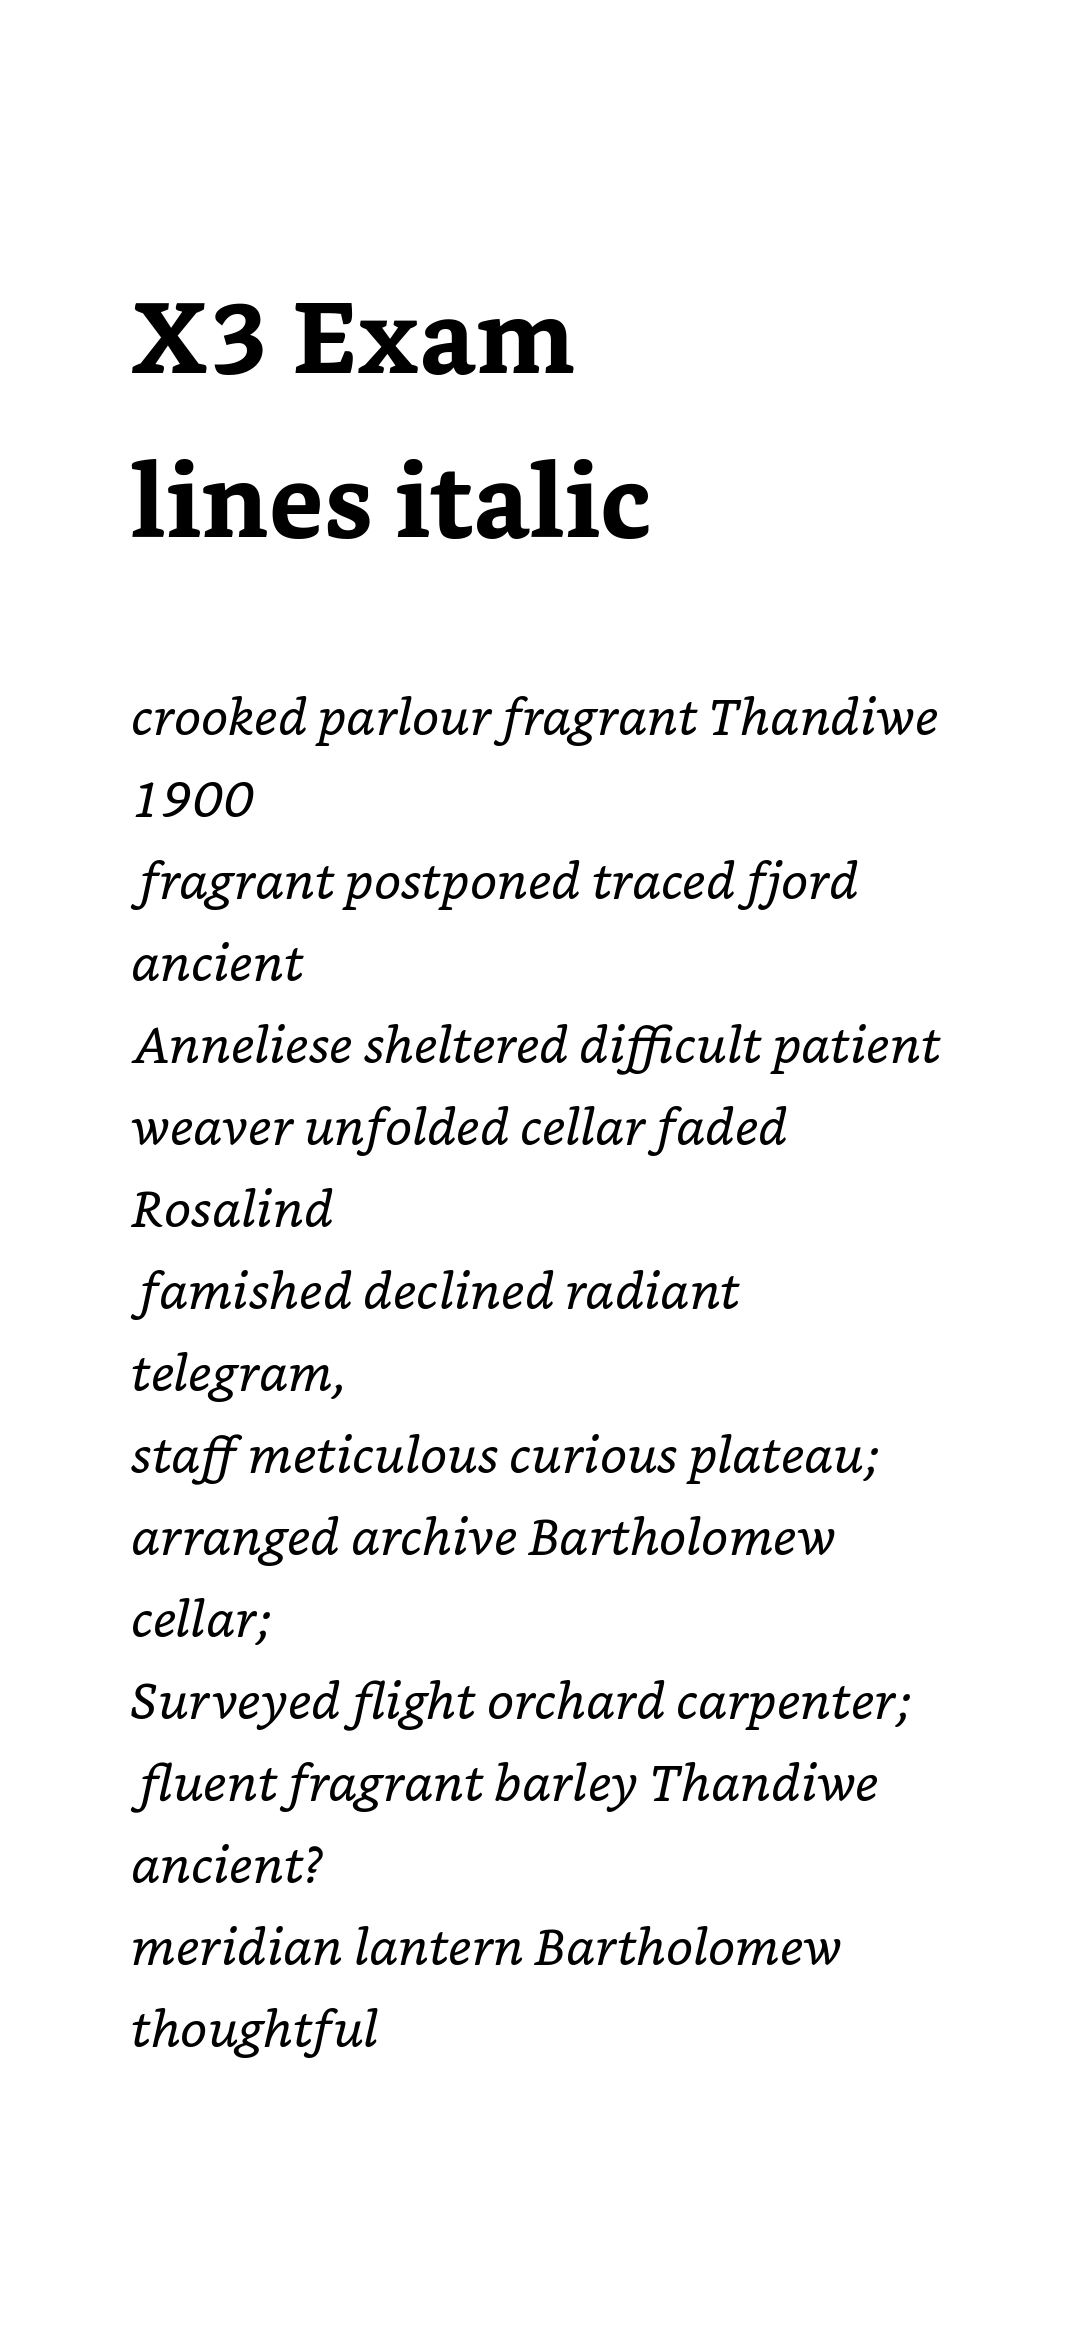 X3 Exam
lines italic
crooked parlour fragrant Thandiwe
1900
fragrant postponed traced fjord
ancient
Anneliese sheltered difficult patient
weaver unfolded cellar faded
Rosalind
famished declined radiant
telegram,
staff meticulous curious plateau;
arranged archive Bartholomew
cellar;
Surveyed flight orchard carpenter;
fluent fragrant barley Thandiwe
ancient?
meridian lantern Bartholomew
thoughtful